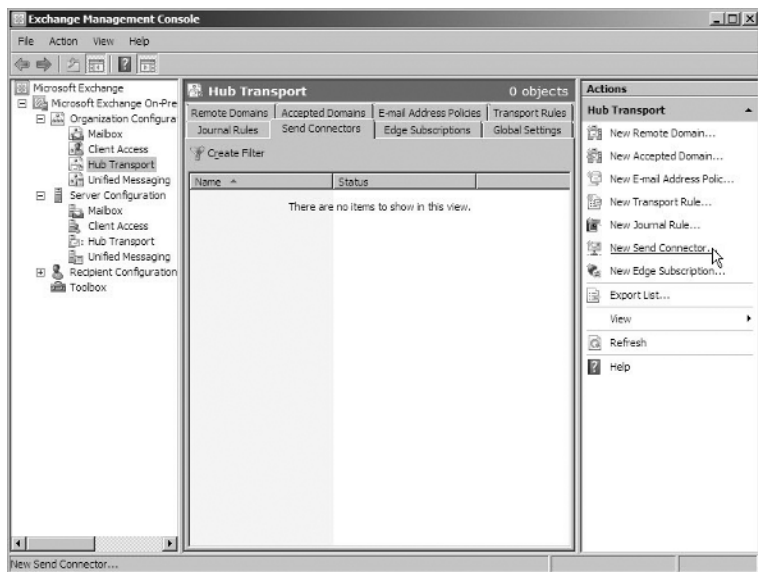 Exchange Management Console
File Action View Help
Microsoft Exchange
Microsoft Exchange On-Pre
Organization Configura
Mailbox
Client Access
Hub Transport
Unified Messaging
Server Configuration
Mailbox
Client Access
Hub Transport
Unified Messaging
Recipient Configuration
Toolbox
Hub Transport 0 objects
Remote Domains Accepted Domains E-mail Address Policies Transport Rules
Journal Rules Send Connectors Edge Subscriptions Global Settings
Create Filter
Name Status
There are no items to show in this view.
Actions
Hub Transport
New Remote Domain...
New Accepted Domain...
New E-mail Address Polic...
New Transport Rule...
New Journal Rule...
New Send Connector...
New Edge Subscription...
Export List...
View
Refresh
Help
New Send Connector...